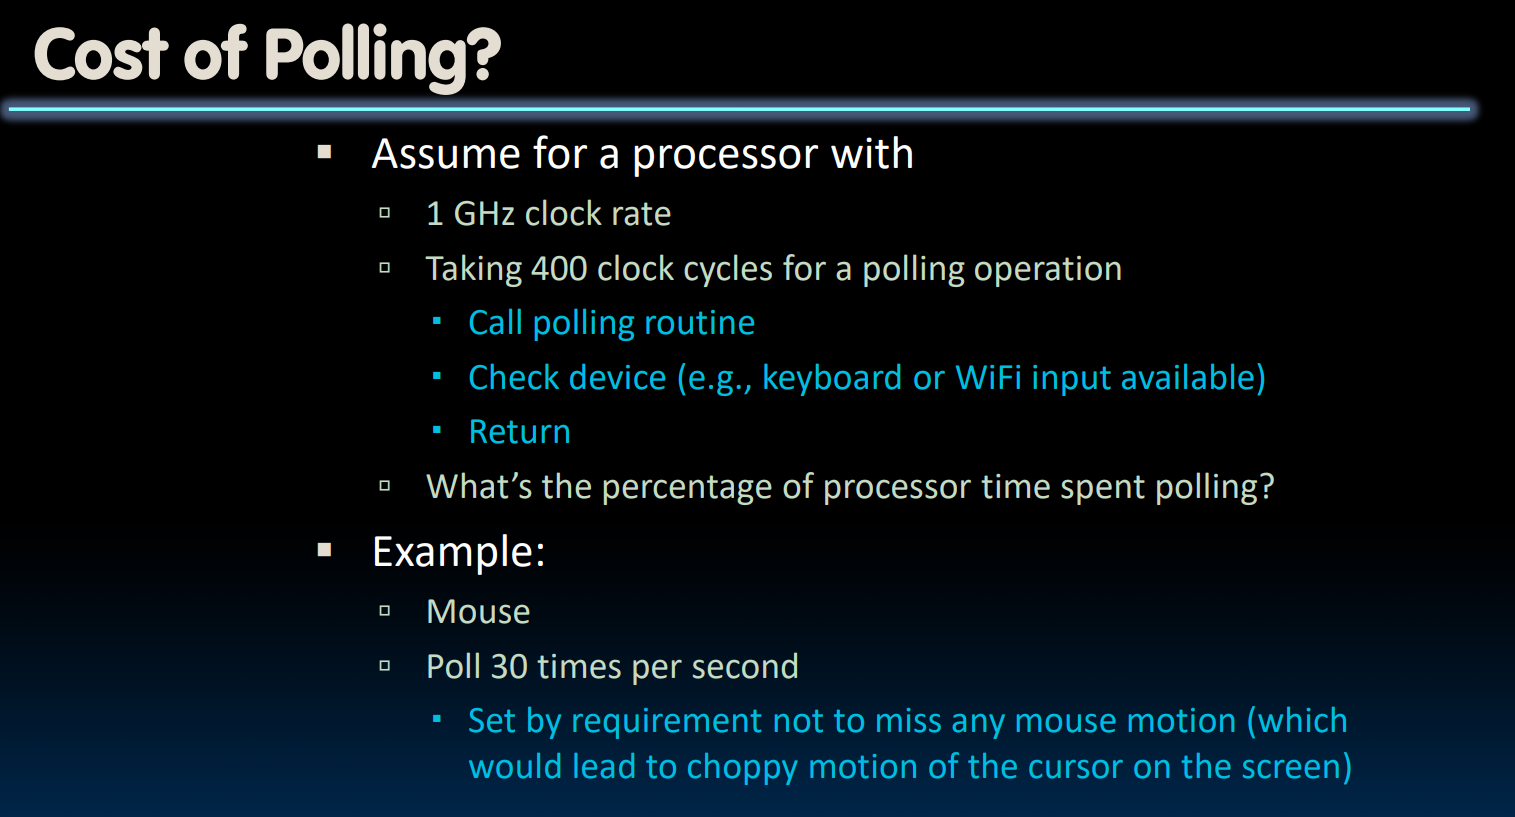 Cost of Polling?
Assume for a processor with
1 GHz clock rate
Taking 400 clock cycles for a polling operation
Call polling routine
Check device (e.g., keyboard or WiFi input available)
Return
What’s the percentage of processor time spent polling?
Example:
Mouse
Poll 30 times per second
Set by requirement not to miss any mouse motion (which
would lead to choppy motion of the cursor on the screen)